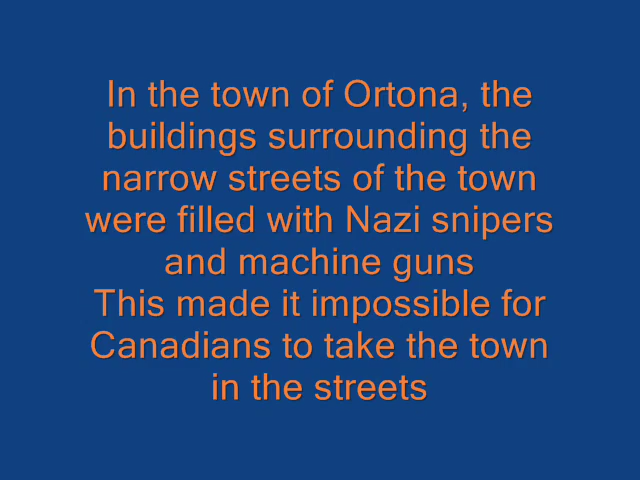 In the town of Ortona, the
buildings surrounding the
narrow streets of the town
were filled with Nazi snipers
and machine guns
This made it impossible for
Canadians to take the town
in the streets